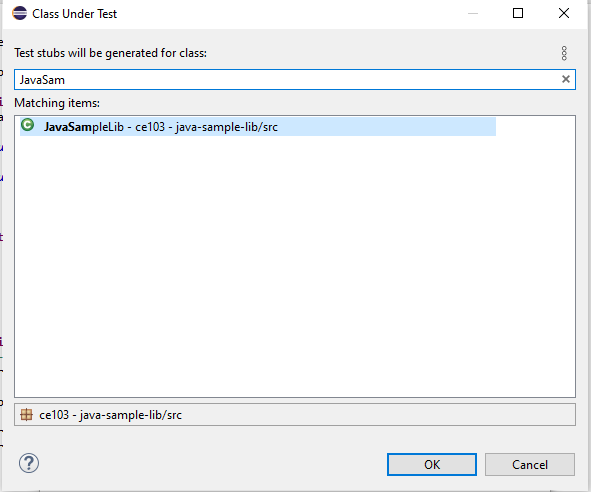 Class Under Test
Test stubs will be generated for class:
JavaSam
Matching items:
JavaSampleLib - ce103 - java-sample-lib/src
ce103 - java-sample-lib/src
OK
Cancel